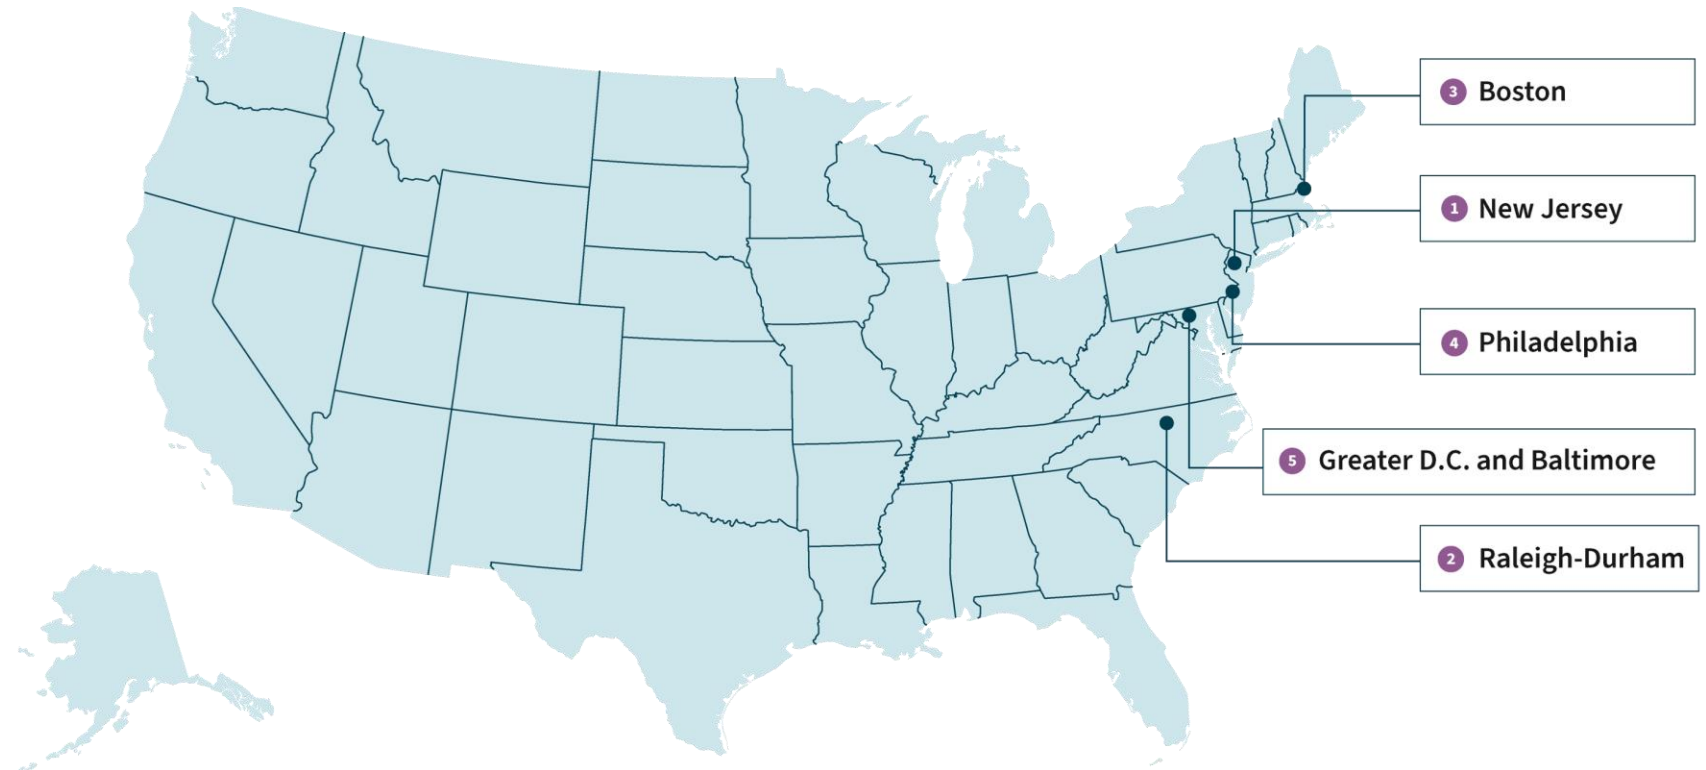 3 Boston
1 New Jersey
4 Philadelphia
5 Greater D.C. and Baltimore
2 Raleigh-Durham